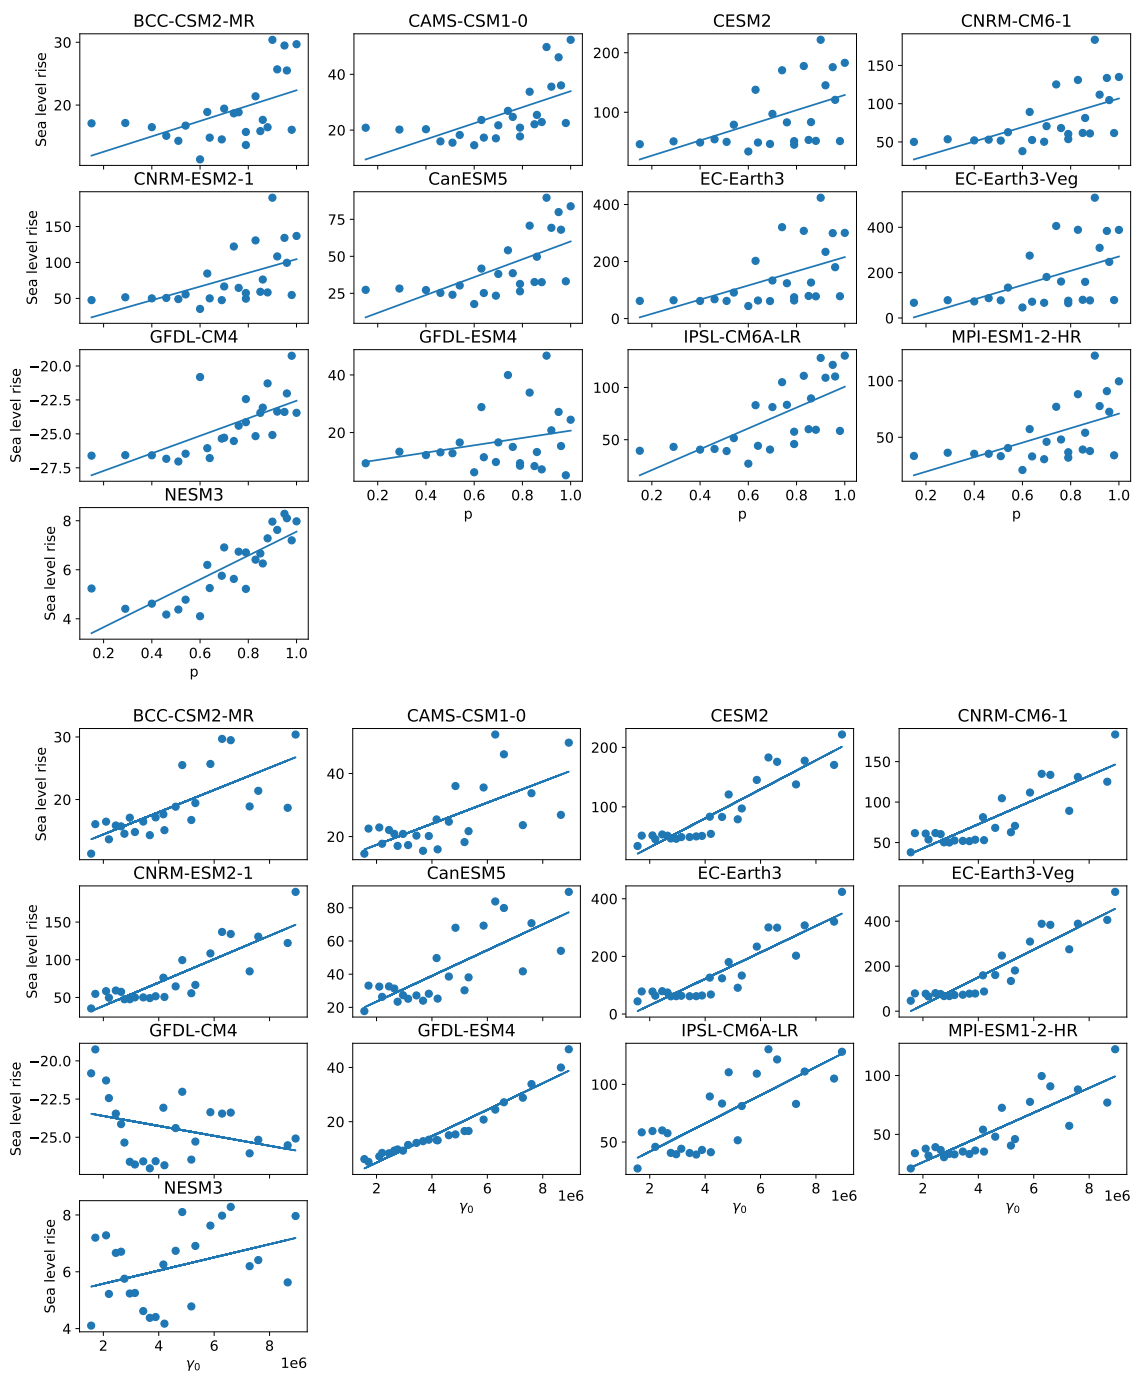 BCC-CSM2-MR CAMS-CSM1-0 CESM2 CNRM-CM6-1
Sea level rise
30
20
40
20
200
100
150
100
50
CNRM-ESM2-1 CanESM5 EC-Earth3 EC-Earth3-Veg
Sea level rise
150
100
50
75
50
25
400
200
0
400
200
0
GFDL-CM4 GFDL-ESM4 IPSL-CM6A-LR MPI-ESM1-2-HR
Sea level rise
−20.0
−22.5
−25.0
−27.5
40
20
100
50
100
50
0.2 0.4 0.6 0.8 1.0 0.2 0.4 0.6 0.8 1.0 0.2 0.4 0.6 0.8 1.0
p p p
NESM3
Sea level rise
8
6
4
0.2 0.4 0.6 0.8 1.0
p
BCC-CSM2-MR CAMS-CSM1-0 CESM2 CNRM-CM6-1
Sea level rise
30
20
40
20
200
100
150
100
50
CNRM-ESM2-1 CanESM5 EC-Earth3 EC-Earth3-Veg
Sea level rise
150
100
50
80
60
40
20
400
200
0
400
200
0
GFDL-CM4 GFDL-ESM4 IPSL-CM6A-LR MPI-ESM1-2-HR
Sea level rise
−20.0
−22.5
−25.0
40
20
100
50
100
50
2 4 6 8 2 4 6 8 2 4 6 8
γ₀ 1e6 γ₀ 1e6 γ₀ 1e6
NESM3
Sea level rise
8
6
4
2 4 6 8
γ₀ 1e6